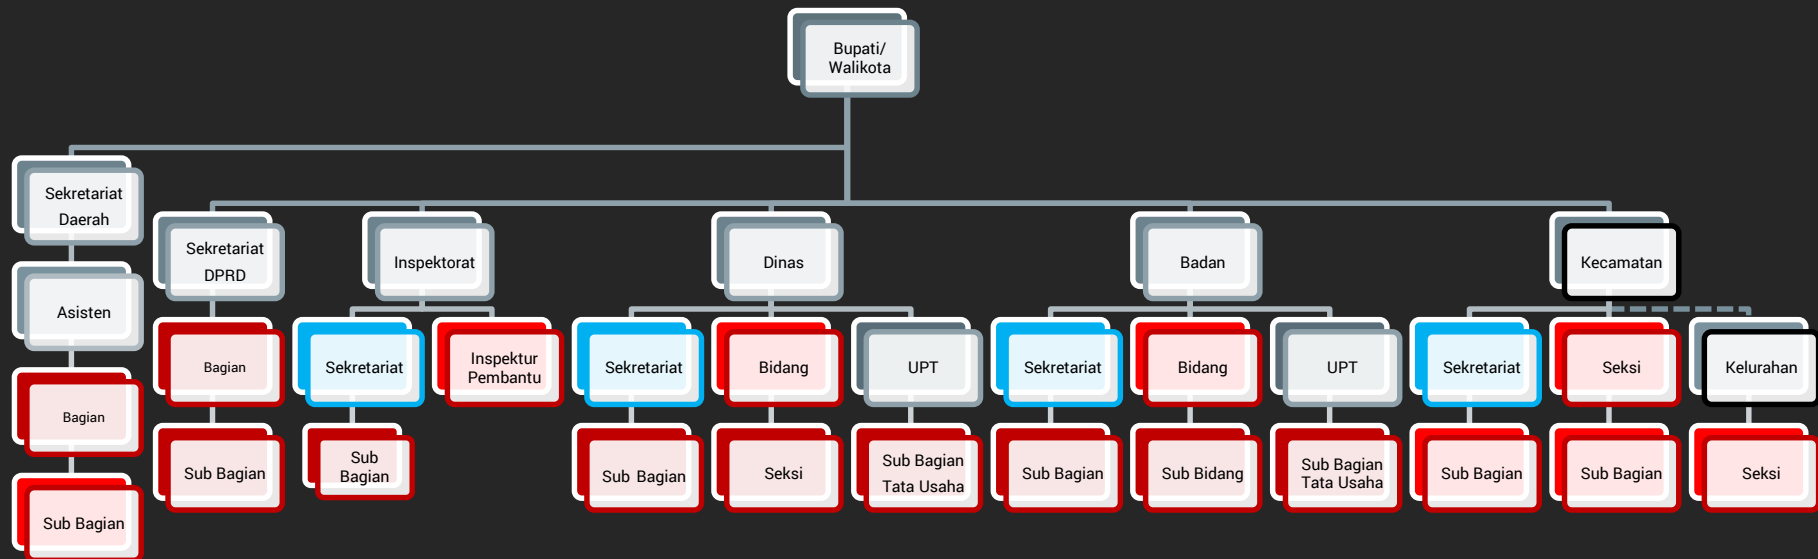 Bupati/
Walikota
Sekretariat
Daerah
Asisten
Bagian
Sub Bagian
Sekretariat
DPRD
Bagian
Sub Bagian
Inspektorat
Sekretariat
Sub
Bagian
Inspektur
Pembantu
Dinas
Sekretariat
Sub Bagian
Bidang
Seksi
UPT
Sub Bagian
Tata Usaha
Badan
Sekretariat
Sub Bagian
Bidang
Sub Bidang
UPT
Sub Bagian
Tata Usaha
Kecamatan
Sekretariat
Sub Bagian
Seksi
Sub Bagian
Kelurahan
Seksi